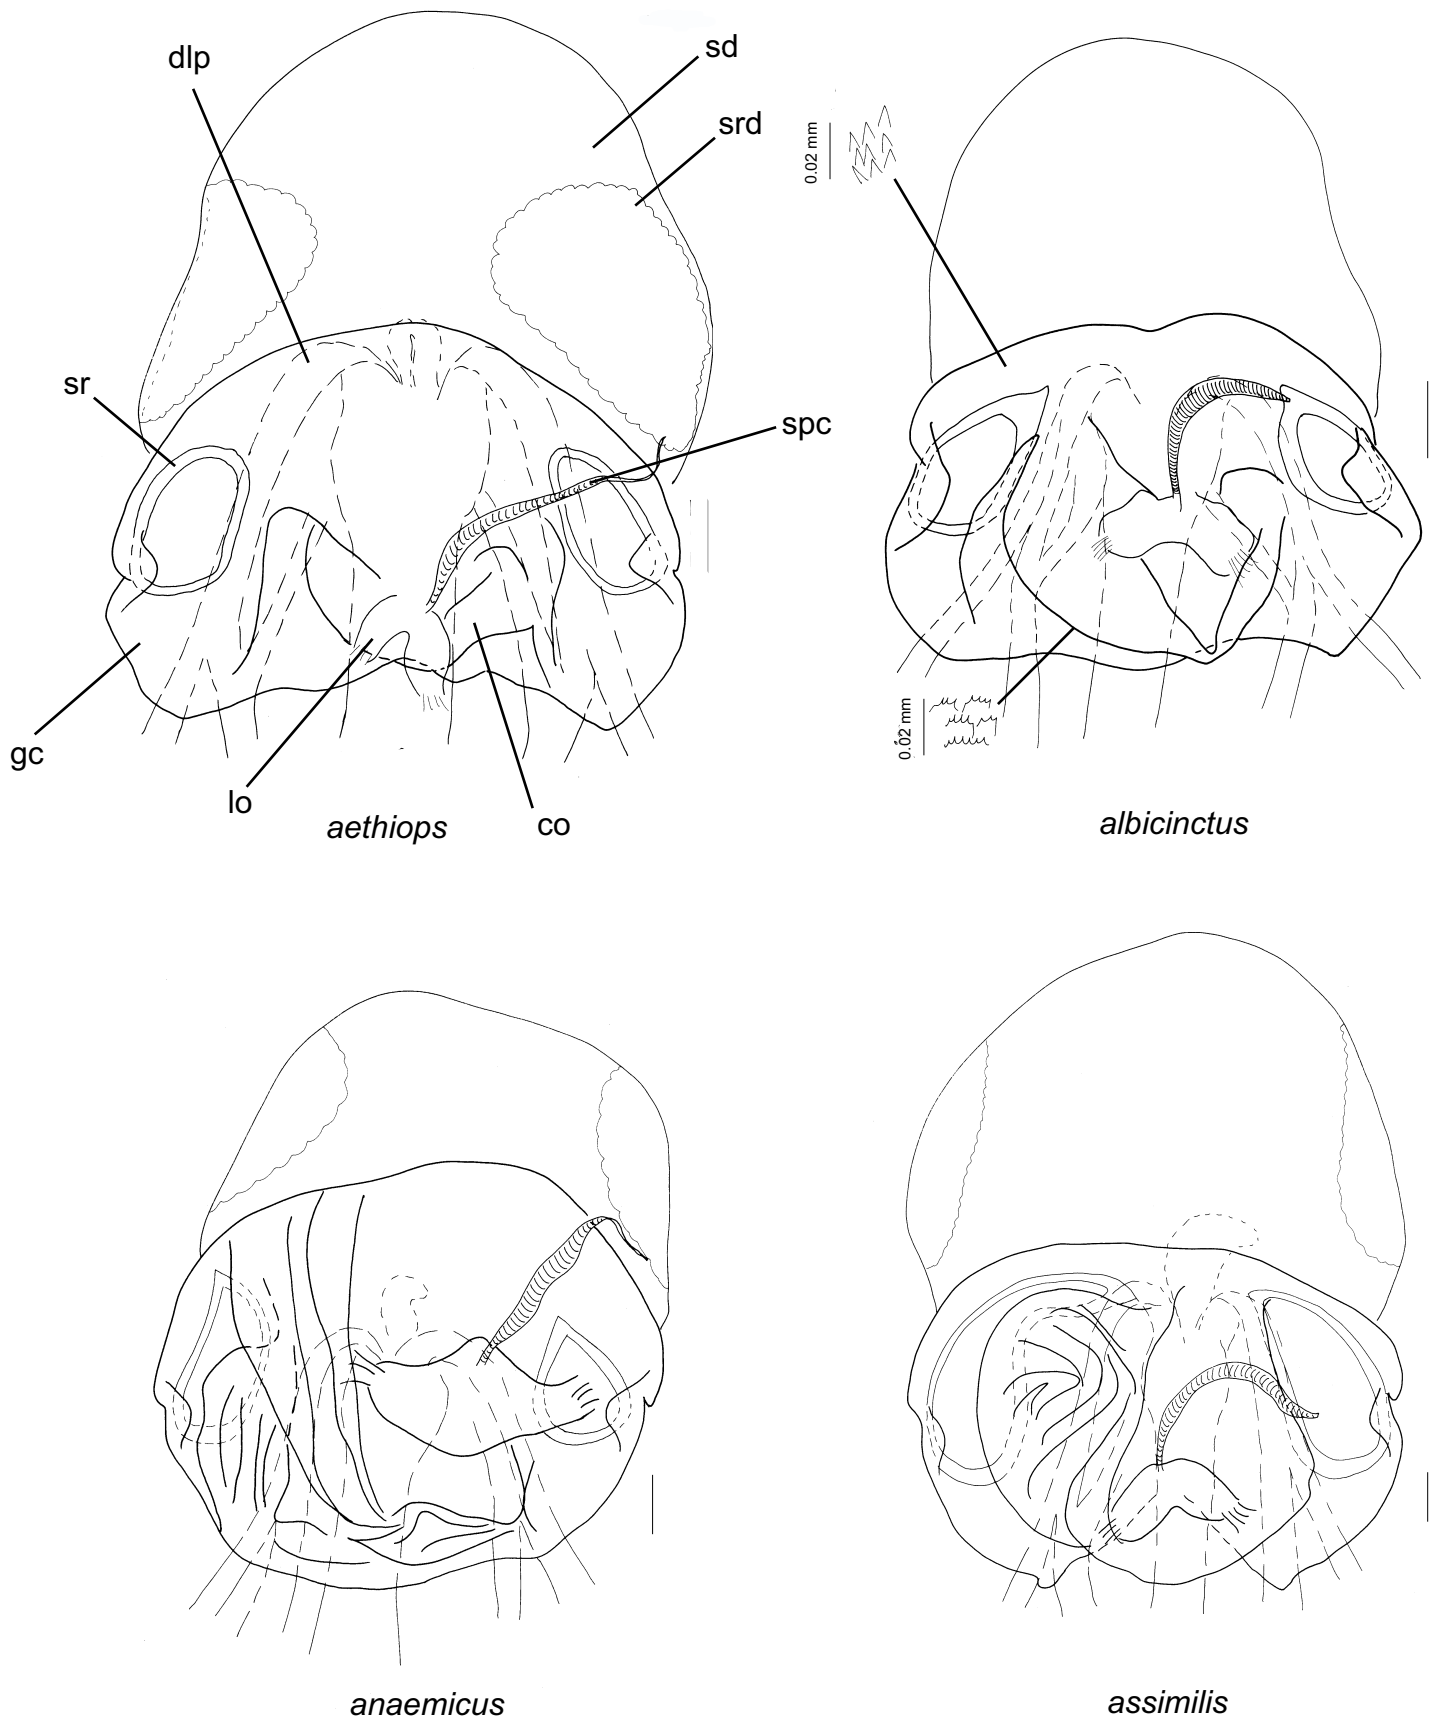 dlp
sd
srd
0.02 mm
sr
spc
gc
lo
co
0.02 mm
aethiops
albicinctus
anaemicus
assimilis